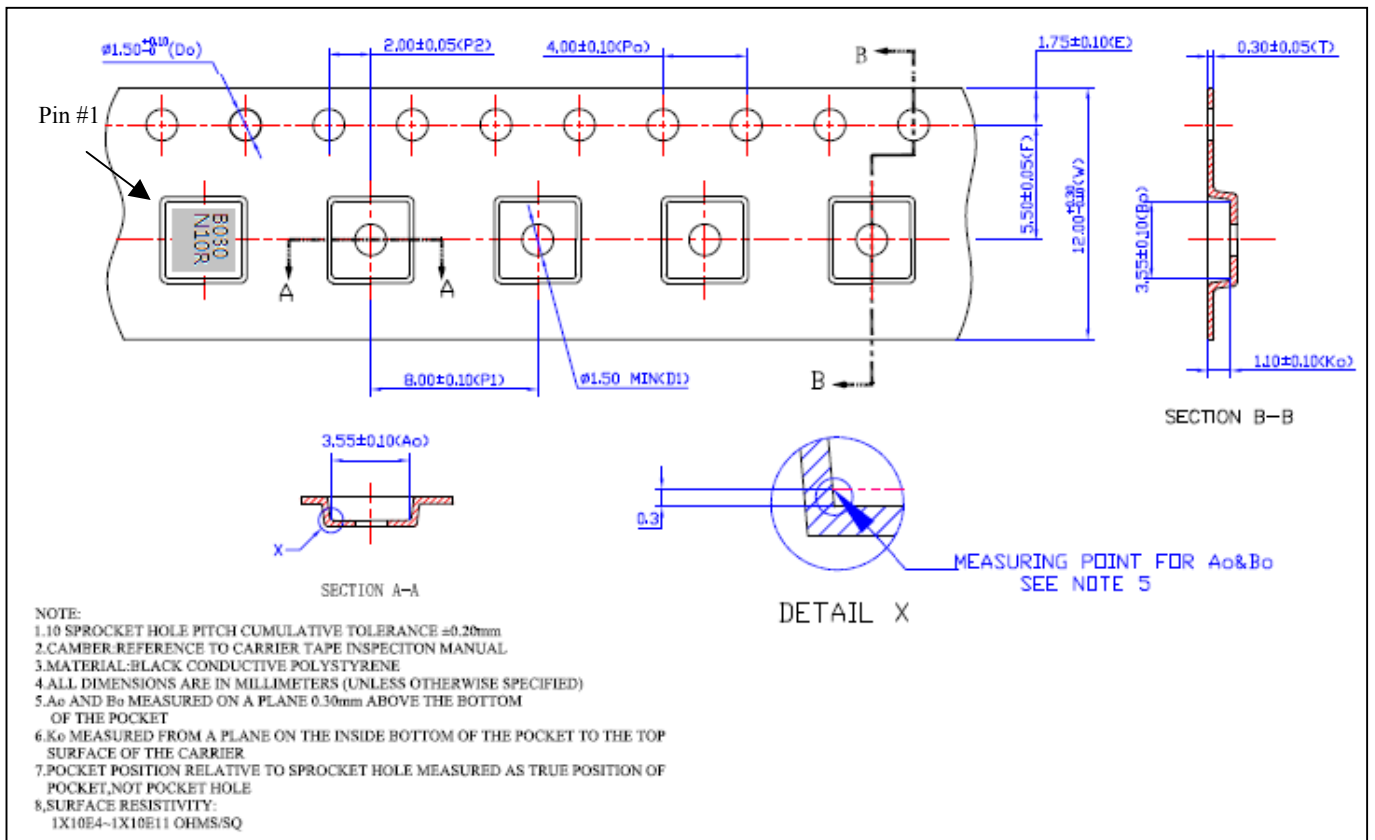 Ø1.50+0.10 -0(Do)
2.00±0.05(P2)
4.00±0.10(Po)
B
1.75±0.10(E)
0.30±0.05(T)
Pin #1
B030
N10R
A
A
5.50±0.05(F)
3.55±0.10(Bo)
8.00±0.10(P1)
Ø1.50 MIN(D1)
B
1.10±0.10(Ko)
SECTION B-B
3.55±0.10(Ao)
X
SECTION A-A
0.3
MEASURING POINT FOR Ao&Bo
SEE NOTE 5
DETAIL X
NOTE:
1.10 SPROCKET HOLE PITCH CUMULATIVE TOLERANCE ±0.20mm
2.CAMBER:REFERENCE TO CARRIER TAPE INSPECITON MANUAL
3.MATERIAL:BLACK CONDUCTIVE POLYSTYRENE
4.ALL DIMENSIONS ARE IN MILLIMETERS (UNLESS OTHERWISE SPECIFIED)
5.Ao AND Bo MEASURED ON A PLANE 0.30mm ABOVE THE BOTTOM
OF THE POCKET
6.Ko MEASURED FROM A PLANE ON THE INSIDE BOTTOM OF THE POCKET TO THE TOP
SURFACE OF THE CARRIER
7.POCKET POSITION RELATIVE TO SPROCKET HOLE MEASURED AS TRUE POSITION OF
POCKET,NOT POCKET HOLE
8,SURFACE RESISTIVITY:
1X10E4~1X10E11 OHMS/SQ